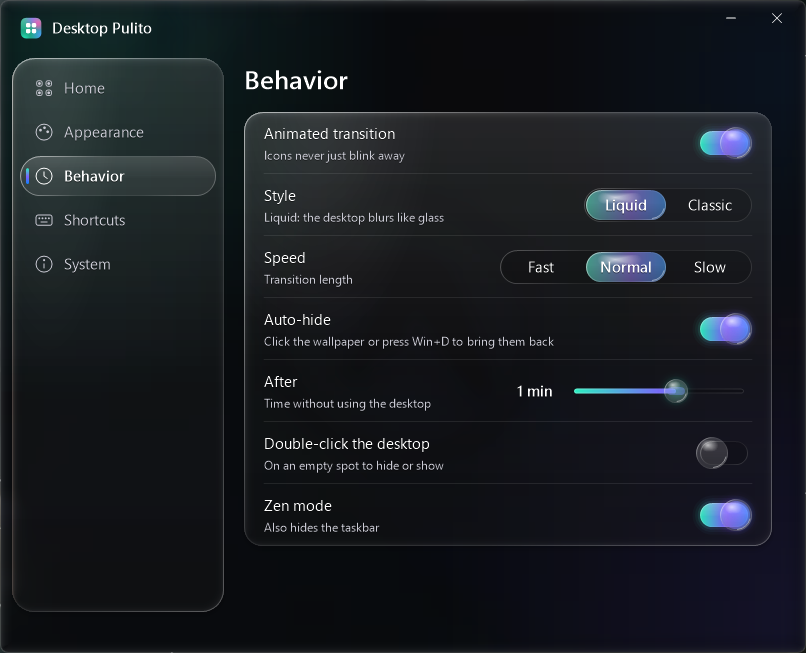 Desktop Pulito
Home
Appearance
Behavior
Shortcuts
System
Behavior
Animated transition
Icons never just blink away
Style
Liquid: the desktop blurs like glass
Liquid Classic
Speed
Transition length
Fast Normal Slow
Auto-hide
Click the wallpaper or press Win+D to bring them back
After
Time without using the desktop
1 min
Double-click the desktop
On an empty spot to hide or show
Zen mode
Also hides the taskbar